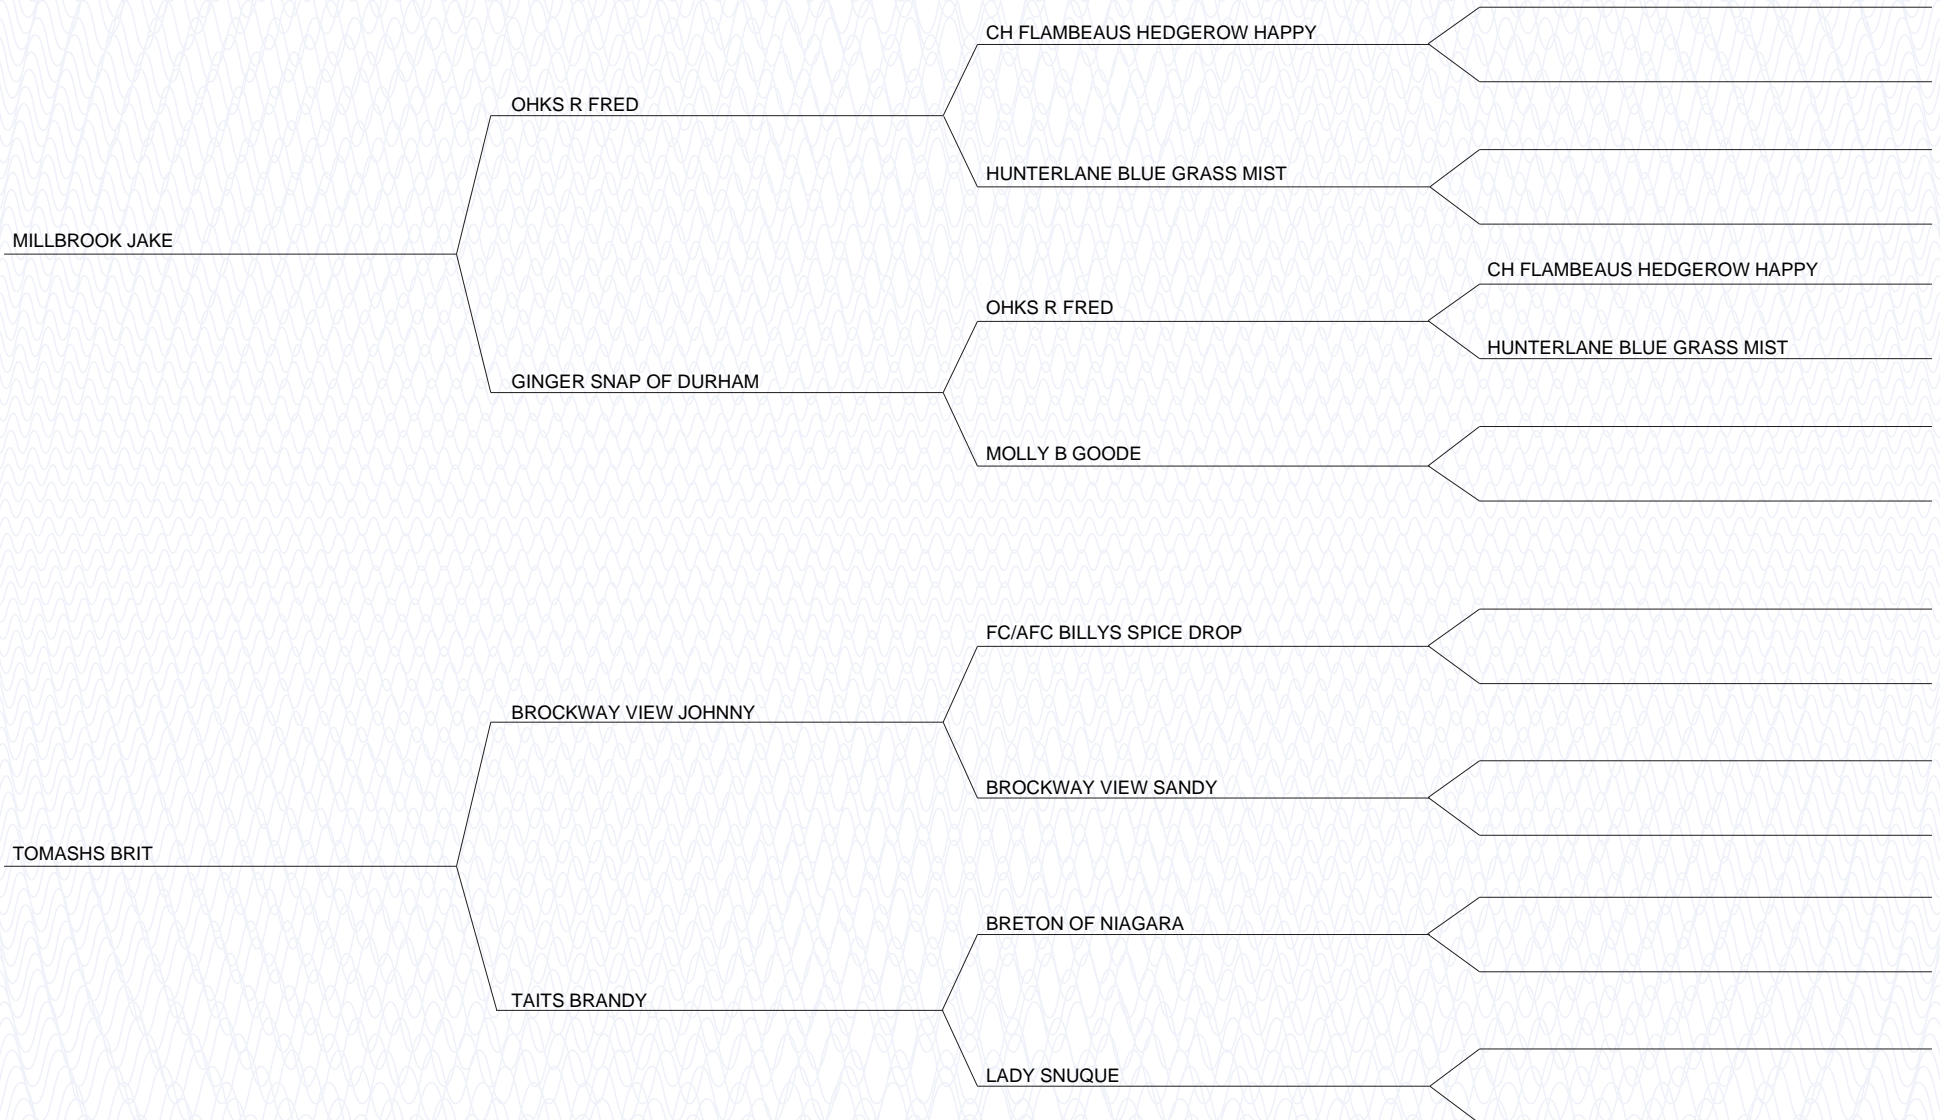 CH FLAMBEAUS HEDGEROW HAPPY
OHKS R FRED
HUNTERLANE BLUE GRASS MIST
MILLBROOK JAKE
CH FLAMBEAUS HEDGEROW HAPPY
OHKS R FRED
HUNTERLANE BLUE GRASS MIST
GINGER SNAP OF DURHAM
MOLLY B GOODE
FC/AFC BILLYS SPICE DROP
BROCKWAY VIEW JOHNNY
BROCKWAY VIEW SANDY
TOMASHS BRIT
BRETON OF NIAGARA
TAITS BRANDY
LADY SNUQUE